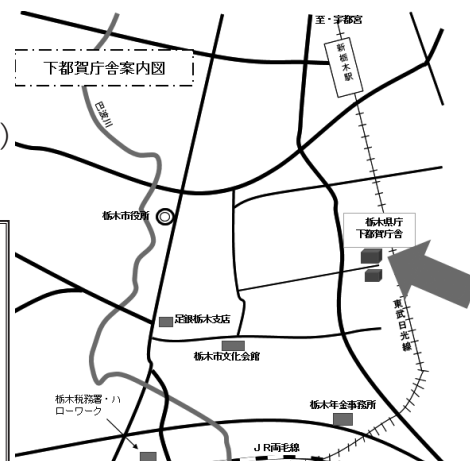 至・宇都宮
新栃木駅
下都賀庁舎案内図
巴波川
)
栃木市役所
栃木県庁
下都賀庁舎
足銀栃木支店
東武日光線
栃木市文化会館
栃木税務署・ハ
ローワーク
栃木年金事務所
JR両毛線